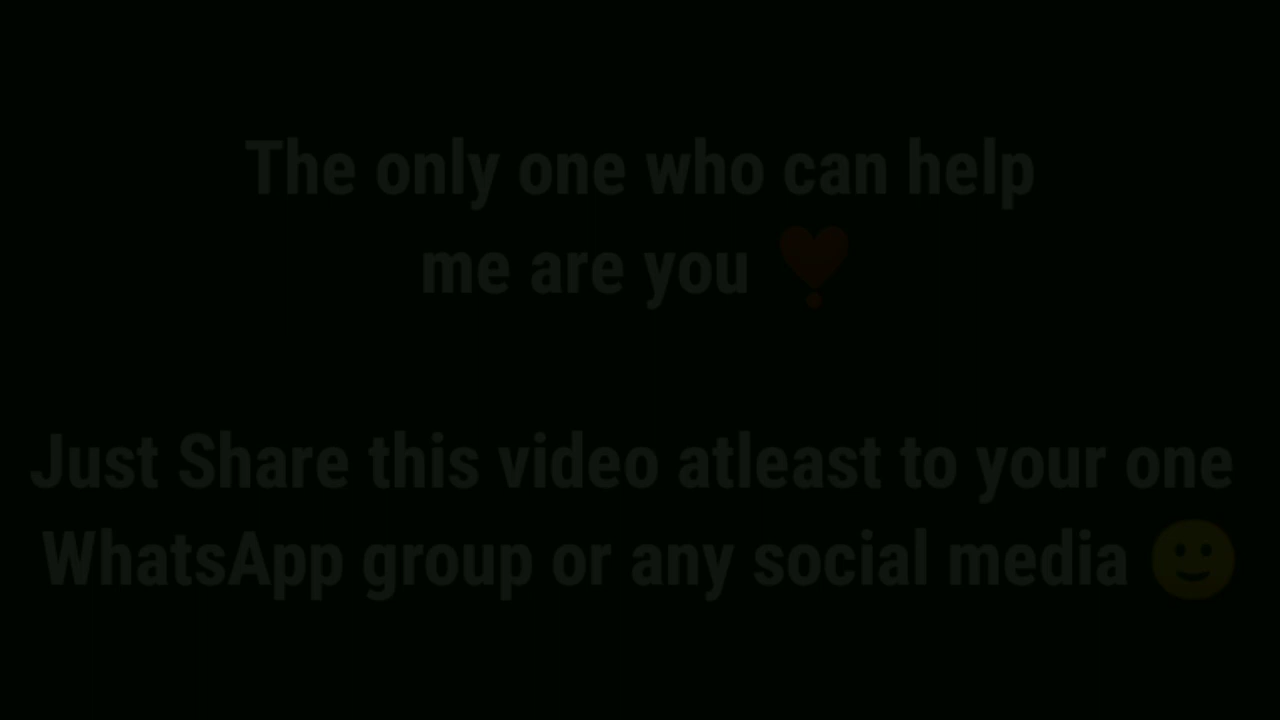 The only one who can help
me are you ❣️
Just Share this video atleast to your one
WhatsApp group or any social media 🙂